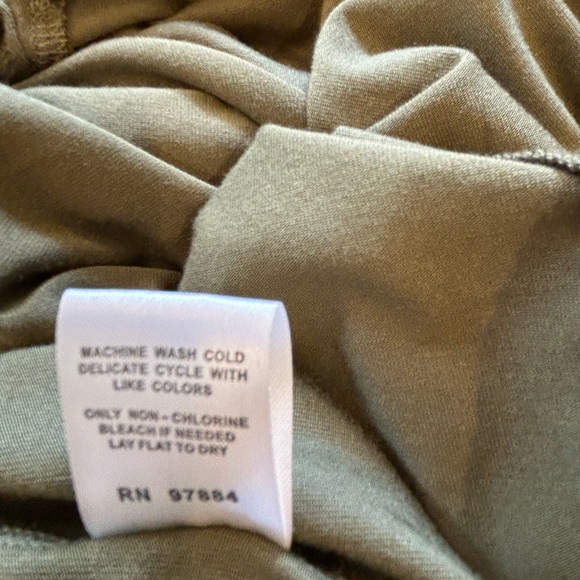 MACHINE WASH COLD
DELICATE CYCLE WITH
LIKE COLORS
ONLY NON-CHLORINE
BLEACH IF NEEDED
LAY FLAT TO DRY
RN 97884